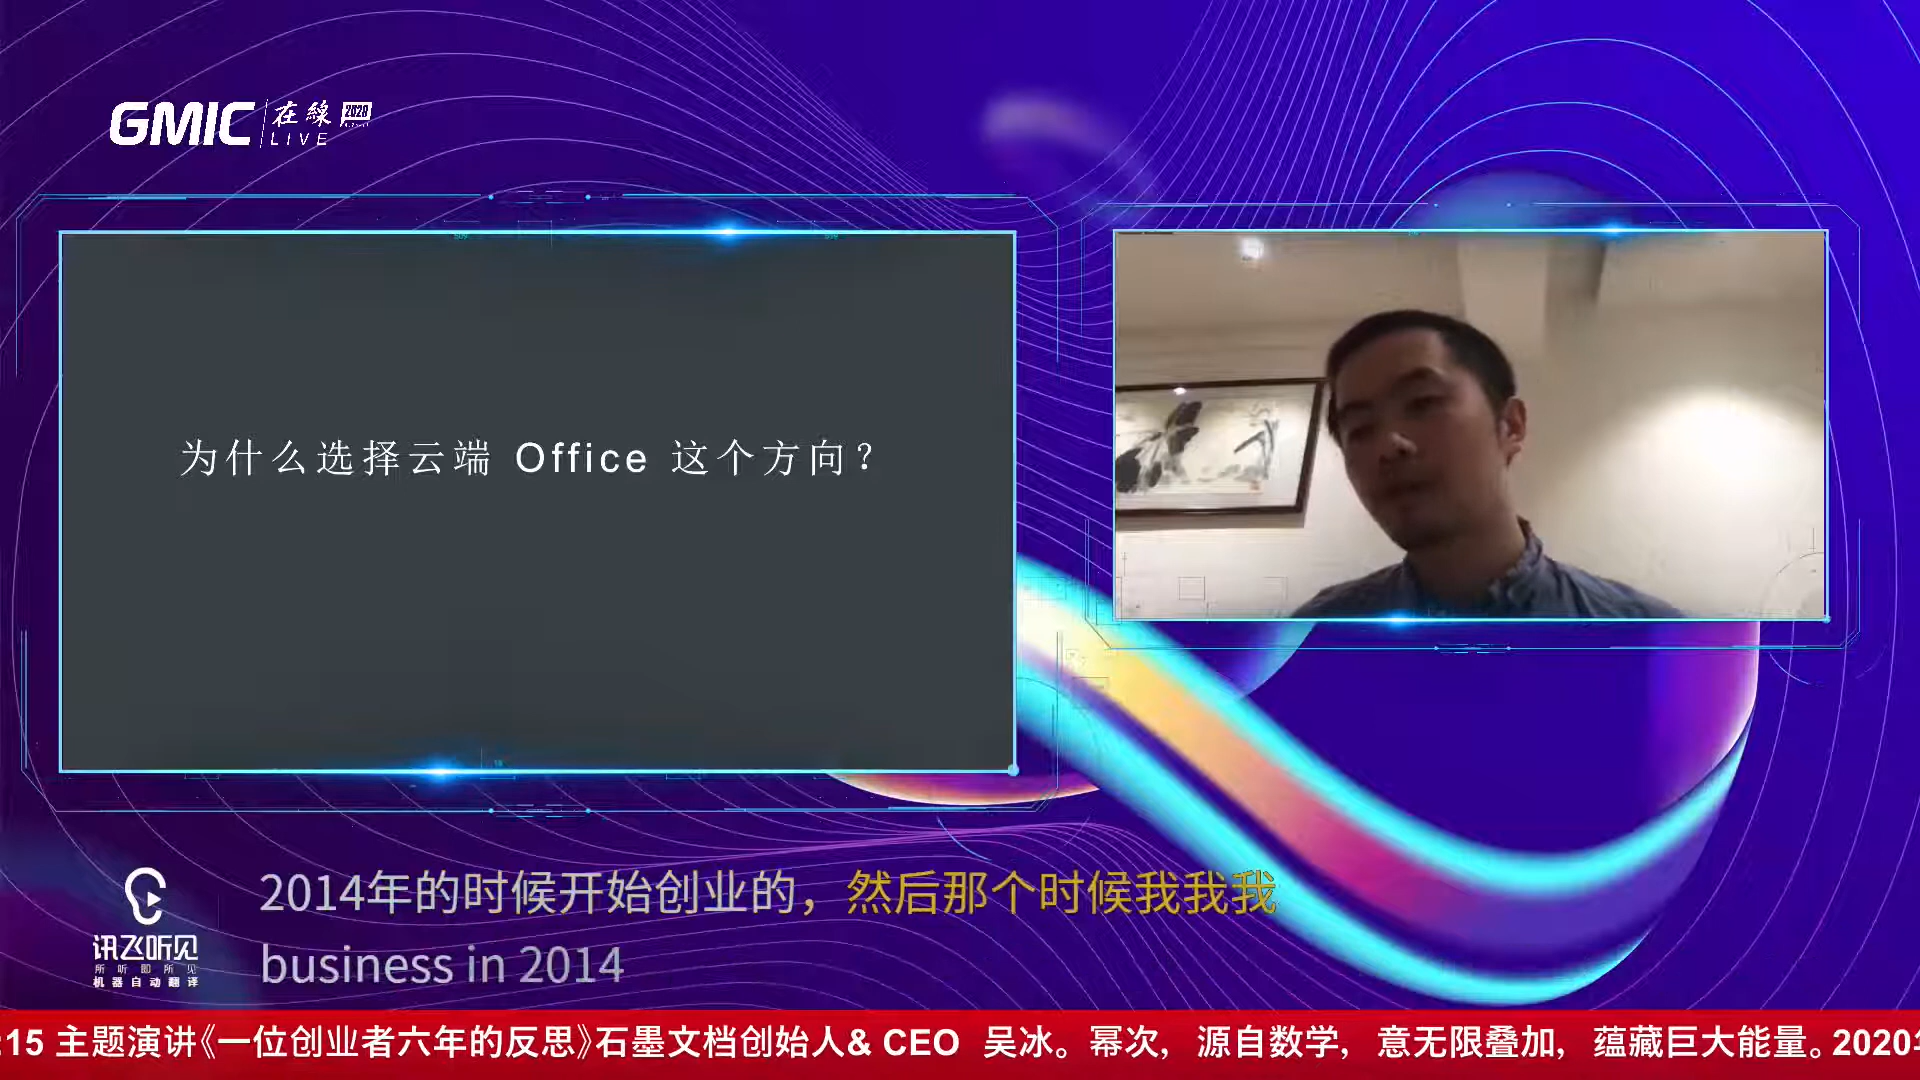 GMIC 在線 2020
LIVE
为什么选择云端 Office 这个方向？
2014年的时候开始创业的，然后那个时候我我我
business in 2014
讯飞听见
所听即所见
机器自动翻译
:15 主题演讲《一位创业者六年的反思》石墨文档创始人& CEO 吴冰。幂次，源自数学，意无限叠加，蕴藏巨大能量。2020年